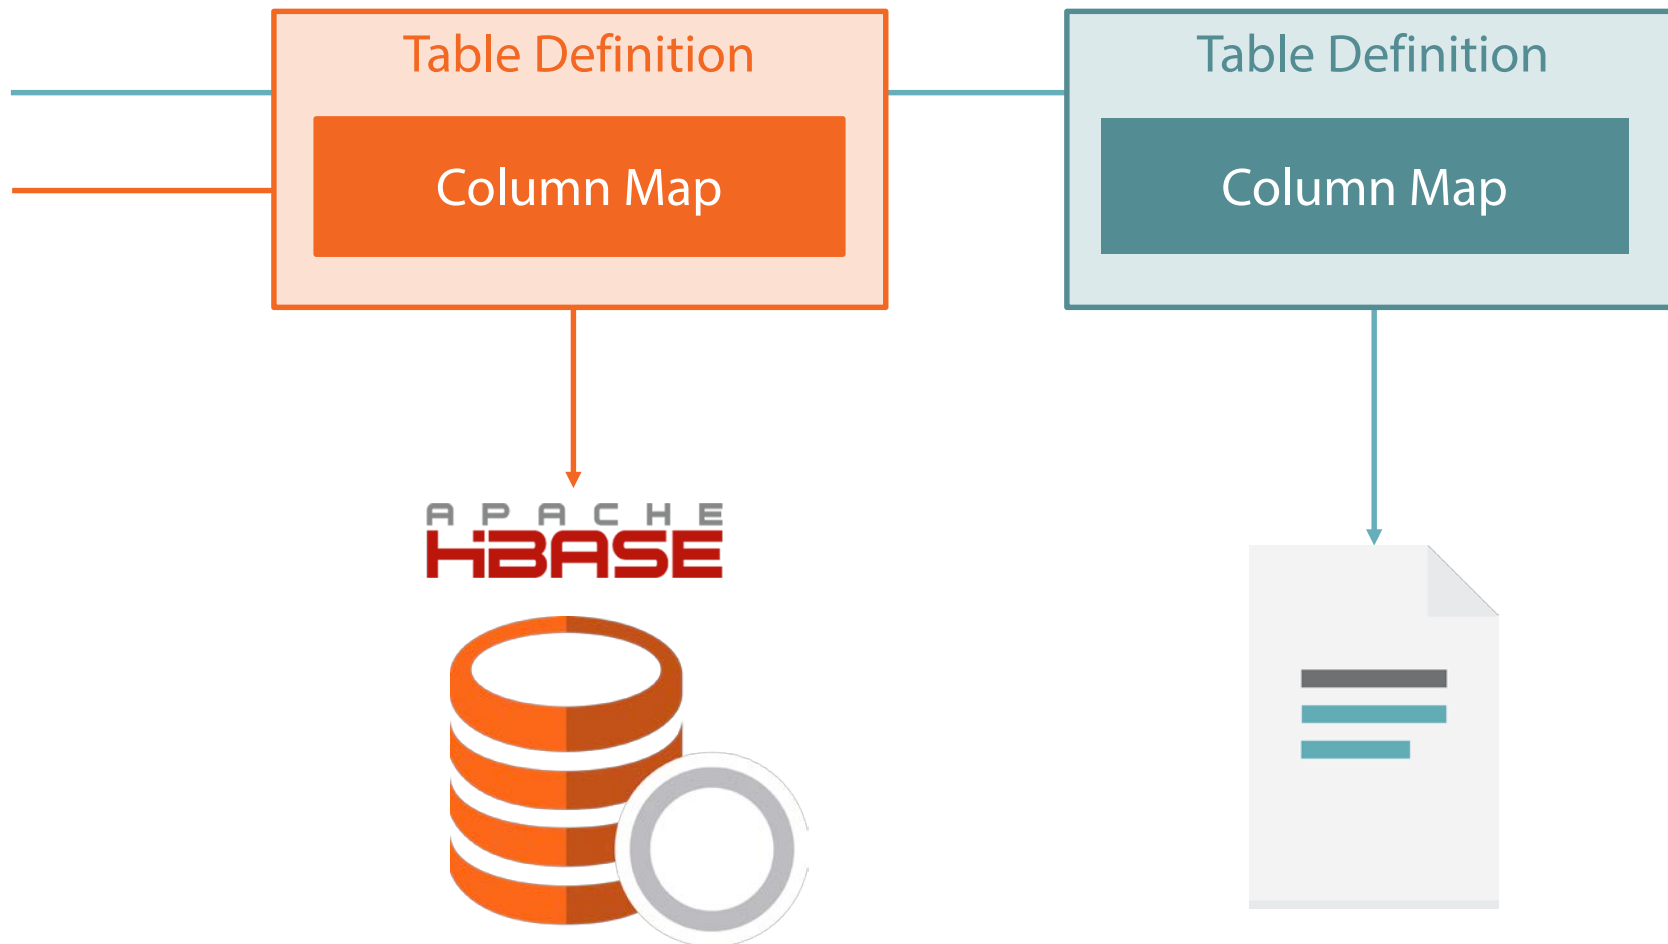 Table Definition
Column Map
Table Definition
Column Map
APACHE
HBASE